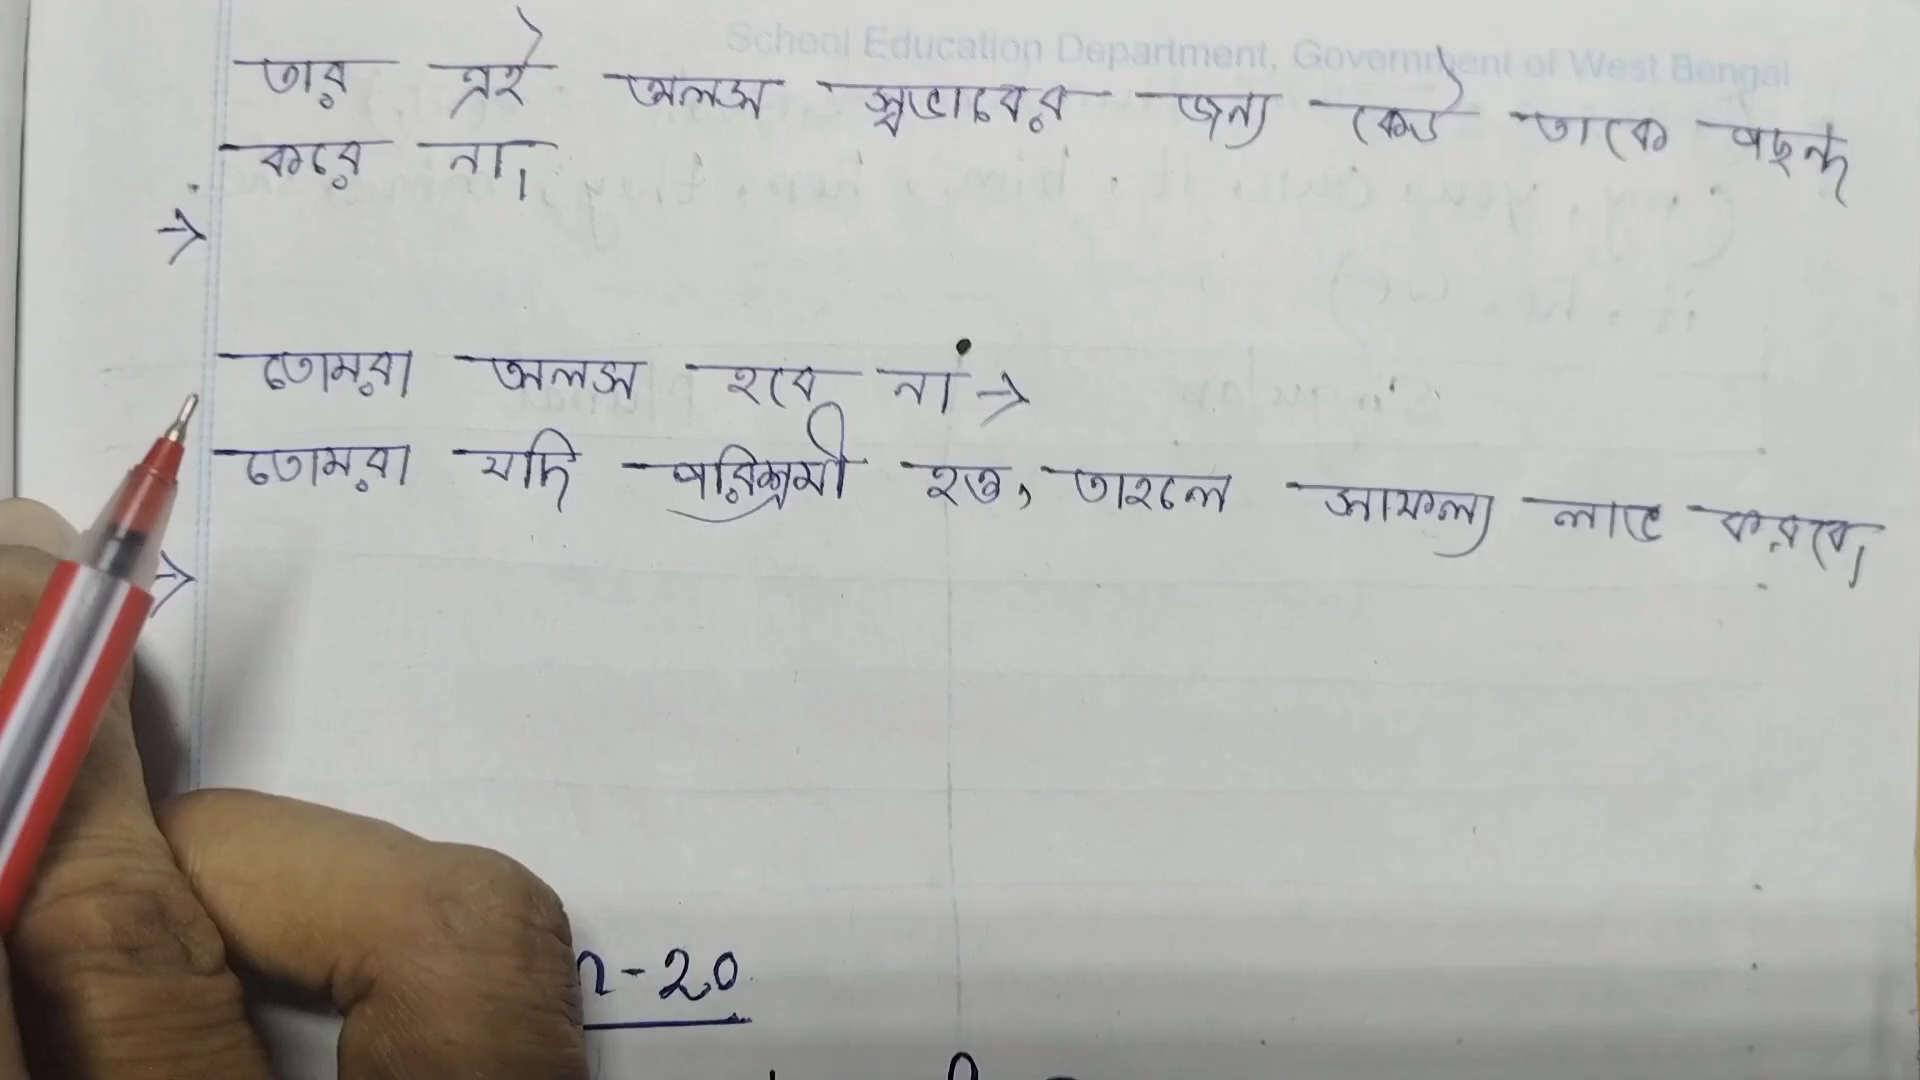 School Education Department, Government of West Bengal
তার এই অলস স্বভাবের জন্য কেউ তাকে পছন্দ
করে না।
→
তোমরা অলস হবে না →
তোমরা যদি পরিশ্রমী হও, তাহলে সাফল্য লাভ করবে।
→
n-20